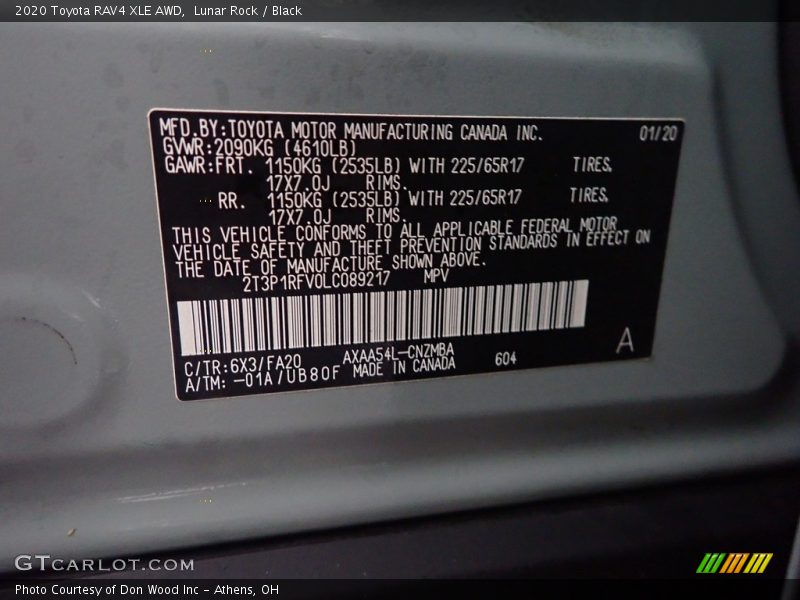 2020 Toyota RAV4 XLE AWD, Lunar Rock / Black
MFD.BY:TOYOTA MOTOR MANUFACTURING CANADA INC. 01/20
GVWR:2090KG (4610LB)
GAWR:FRT. 1150KG (2535LB) WITH 225/65R17 TIRES.
17X7.0J RIMS.
RR. 1150KG (2535LB) WITH 225/65R17 TIRES.
17X7.0J RIMS.
THIS VEHICLE CONFORMS TO ALL APPLICABLE FEDERAL MOTOR
VEHICLE SAFETY AND THEFT PREVENTION STANDARDS IN EFFECT ON
THE DATE OF MANUFACTURE SHOWN ABOVE.
2T3P1RFV0LC089217 MPV
C/TR:6X3/FA20 AXAA54L-CNZMBA 604 A
A/TM: -01A/UB80F MADE IN CANADA
GTCARLOT.COM
Photo Courtesy of Don Wood Inc - Athens, OH